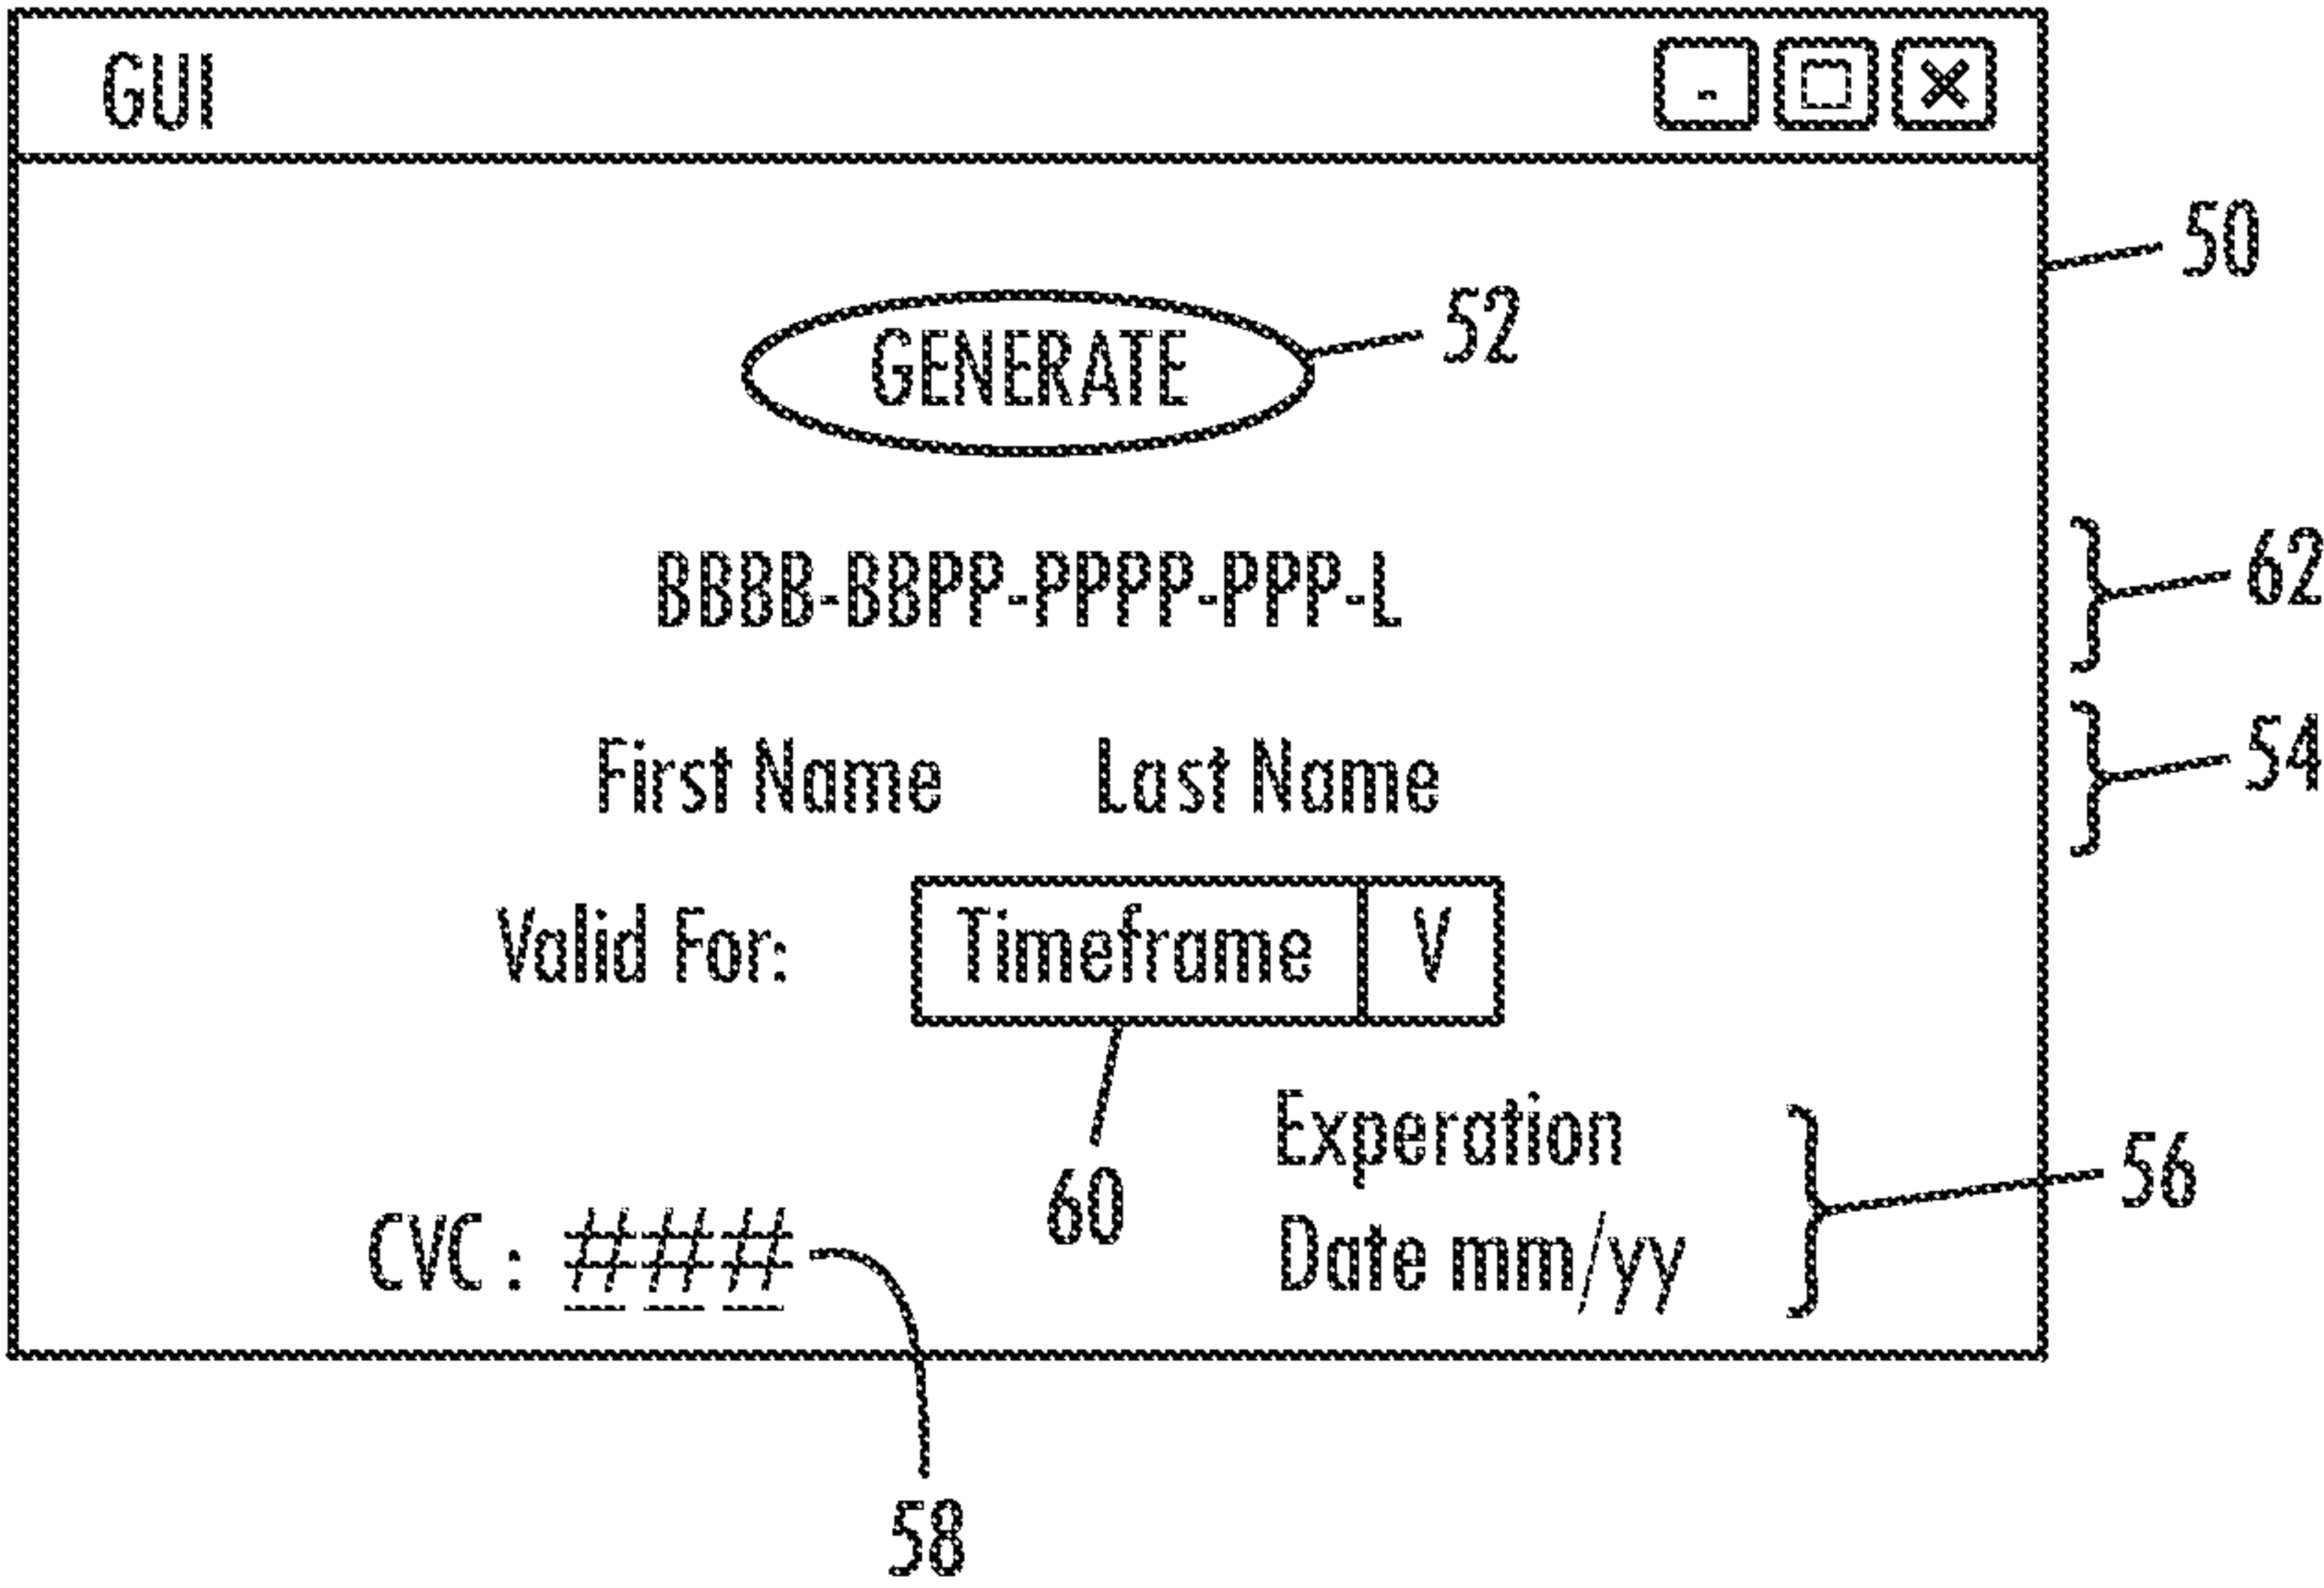 GUI - □ X
50
GENERATE 52
BBBB-BBPP-PPPP-PPP-L 62
First Name Last Name 54
Valid For: Timeframe V
60
Experation
Date mm/yy 56
CVC: ###
58